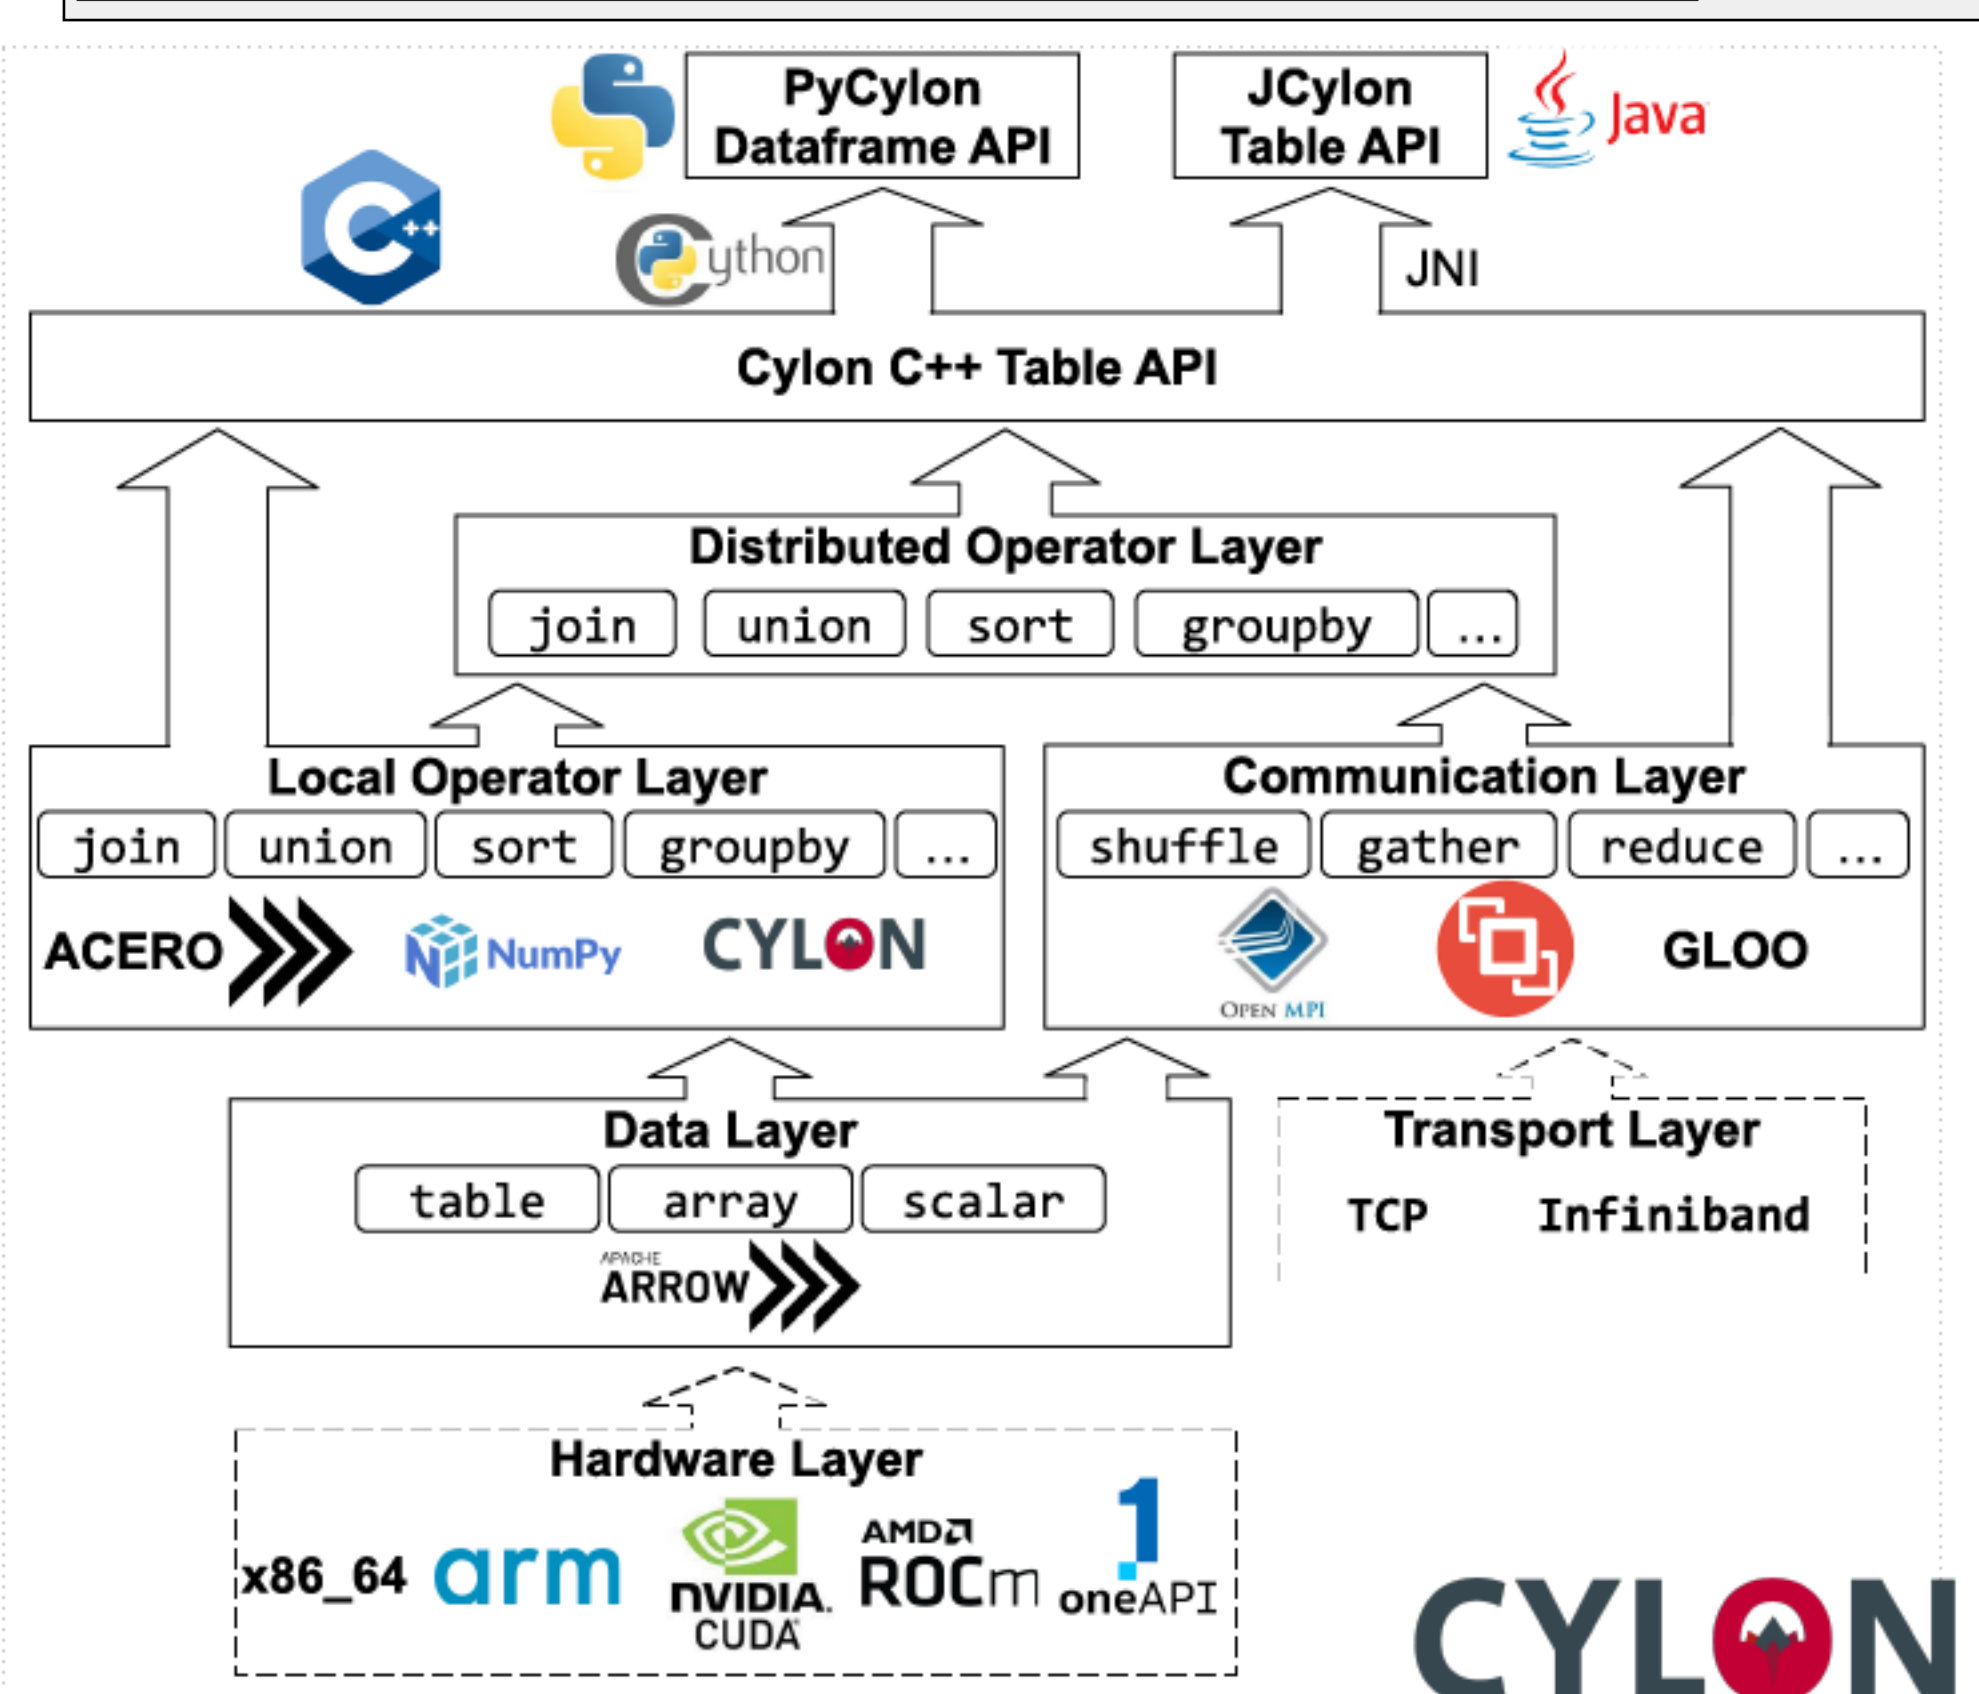 PyCylon
Dataframe API
JCylon
Table API
Java
C++
Cython
JNI
Cylon C++ Table API
Distributed Operator Layer
join union sort groupby ...
Local Operator Layer
join union sort groupby ...
ACERO NumPy CYLON
Communication Layer
shuffle gather reduce ...
OPEN MPI GLOO
Data Layer
table array scalar
APACHE
ARROW
Transport Layer
TCP Infiniband
Hardware Layer
x86_64 arm NVIDIA. CUDA AMD ROCm oneAPI
CYLON